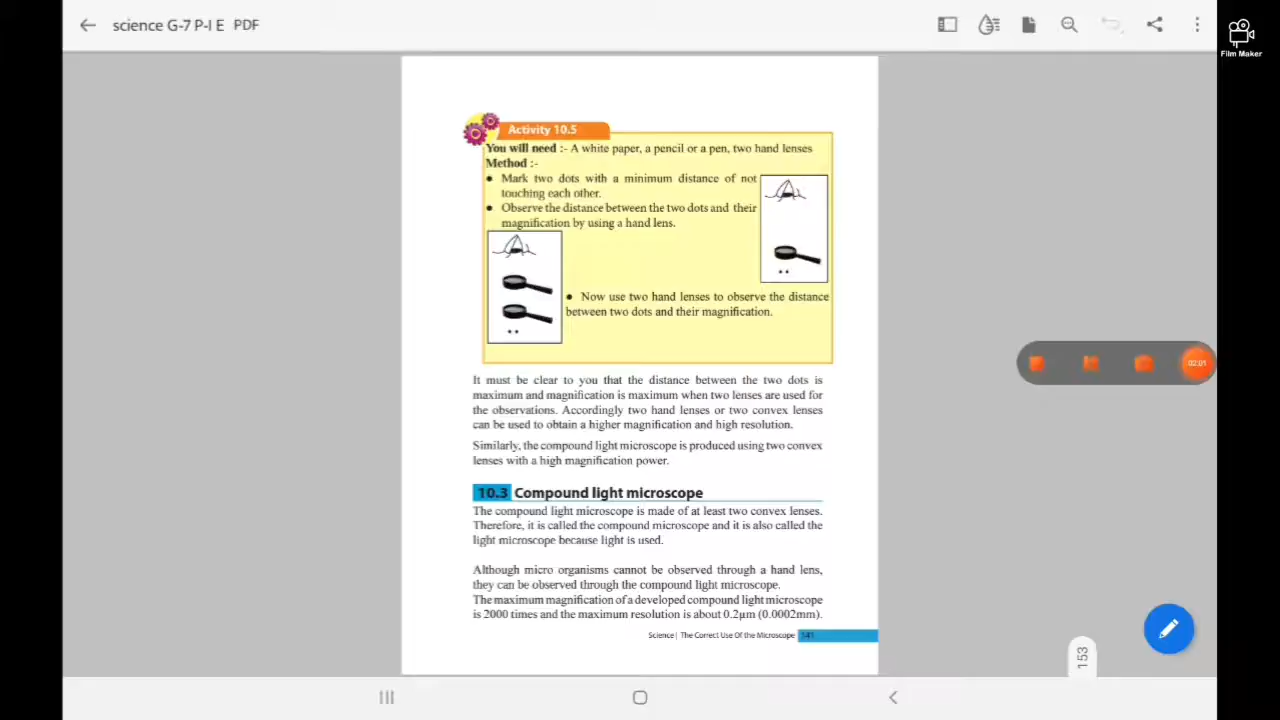 science G-7 P-I E PDF
Film Maker
Activity 10.5
You will need :- A white paper, a pencil or a pen, two hand lenses
Method :-
• Mark two dots with a minimum distance of not
touching each other.
• Observe the distance between the two dots and their
magnification by using a hand lens.
• Now use two hand lenses to observe the distance
between two dots and their magnification.
02:01
It must be clear to you that the distance between the two dots is
maximum and magnification is maximum when two lenses are used for
the observations. Accordingly two hand lenses or two convex lenses
can be used to obtain a higher magnification and high resolution.
Similarly, the compound light microscope is produced using two convex
lenses with a high magnification power.
10.3 Compound light microscope
The compound light microscope is made of at least two convex lenses.
Therefore, it is called the compound microscope and it is also called the
light microscope because light is used.
Although micro organisms cannot be observed through a hand lens,
they can be observed through the compound light microscope.
The maximum magnification of a developed compound light microscope
is 2000 times and the maximum resolution is about 0.2µm (0.0002mm).
Science| The Correct Use Of the Microscope 141
153